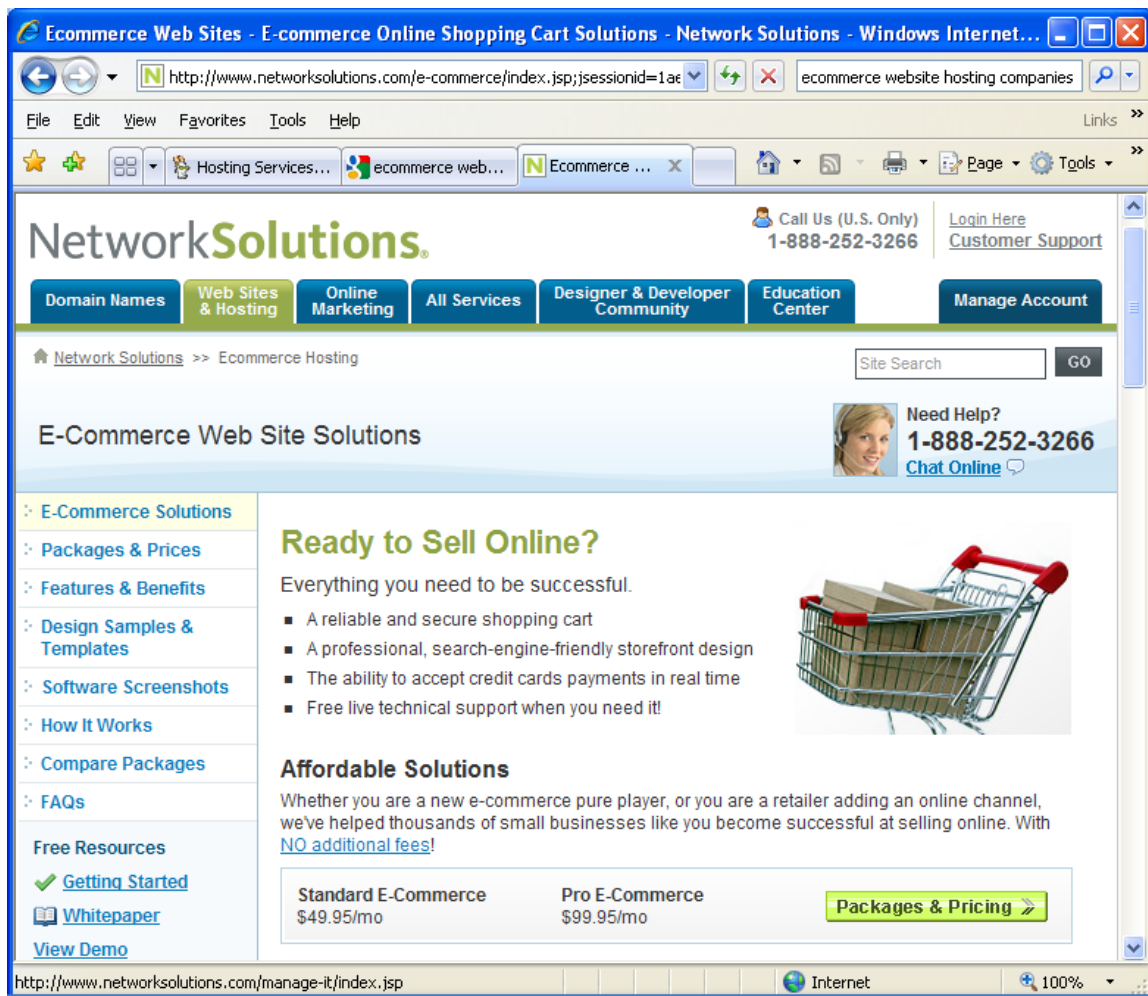 Ecommerce Web Sites - E-commerce Online Shopping Cart Solutions - Network Solutions - Windows Internet...
http://www.networksolutions.com/e-commerce/index.jsp;jsessionid=1ae
ecommerce website hosting companies
File Edit View Favorites Tools Help Links
Hosting Services... ecommerce web... Ecommerce ... Page Tools
NetworkSolutions.
Call Us (U.S. Only)
1-888-252-3266
Login Here
Customer Support
Domain Names
Web Sites
& Hosting
Online
Marketing
All Services
Designer & Developer
Community
Education
Center
Manage Account
Network Solutions >> Ecommerce Hosting
Site Search GO
E-Commerce Web Site Solutions
Need Help?
1-888-252-3266
Chat Online
E-Commerce Solutions
Packages & Prices
Features & Benefits
Design Samples &
Templates
Software Screenshots
How It Works
Compare Packages
FAQs
Free Resources
Getting Started
Whitepaper
View Demo
Ready to Sell Online?
Everything you need to be successful.
A reliable and secure shopping cart
A professional, search-engine-friendly storefront design
The ability to accept credit cards payments in real time
Free live technical support when you need it!
Affordable Solutions
Whether you are a new e-commerce pure player, or you are a retailer adding an online channel,
we've helped thousands of small businesses like you become successful at selling online. With
NO additional fees!
Standard E-Commerce
$49.95/mo
Pro E-Commerce
$99.95/mo
Packages & Pricing
http://www.networksolutions.com/manage-it/index.jsp Internet 100%